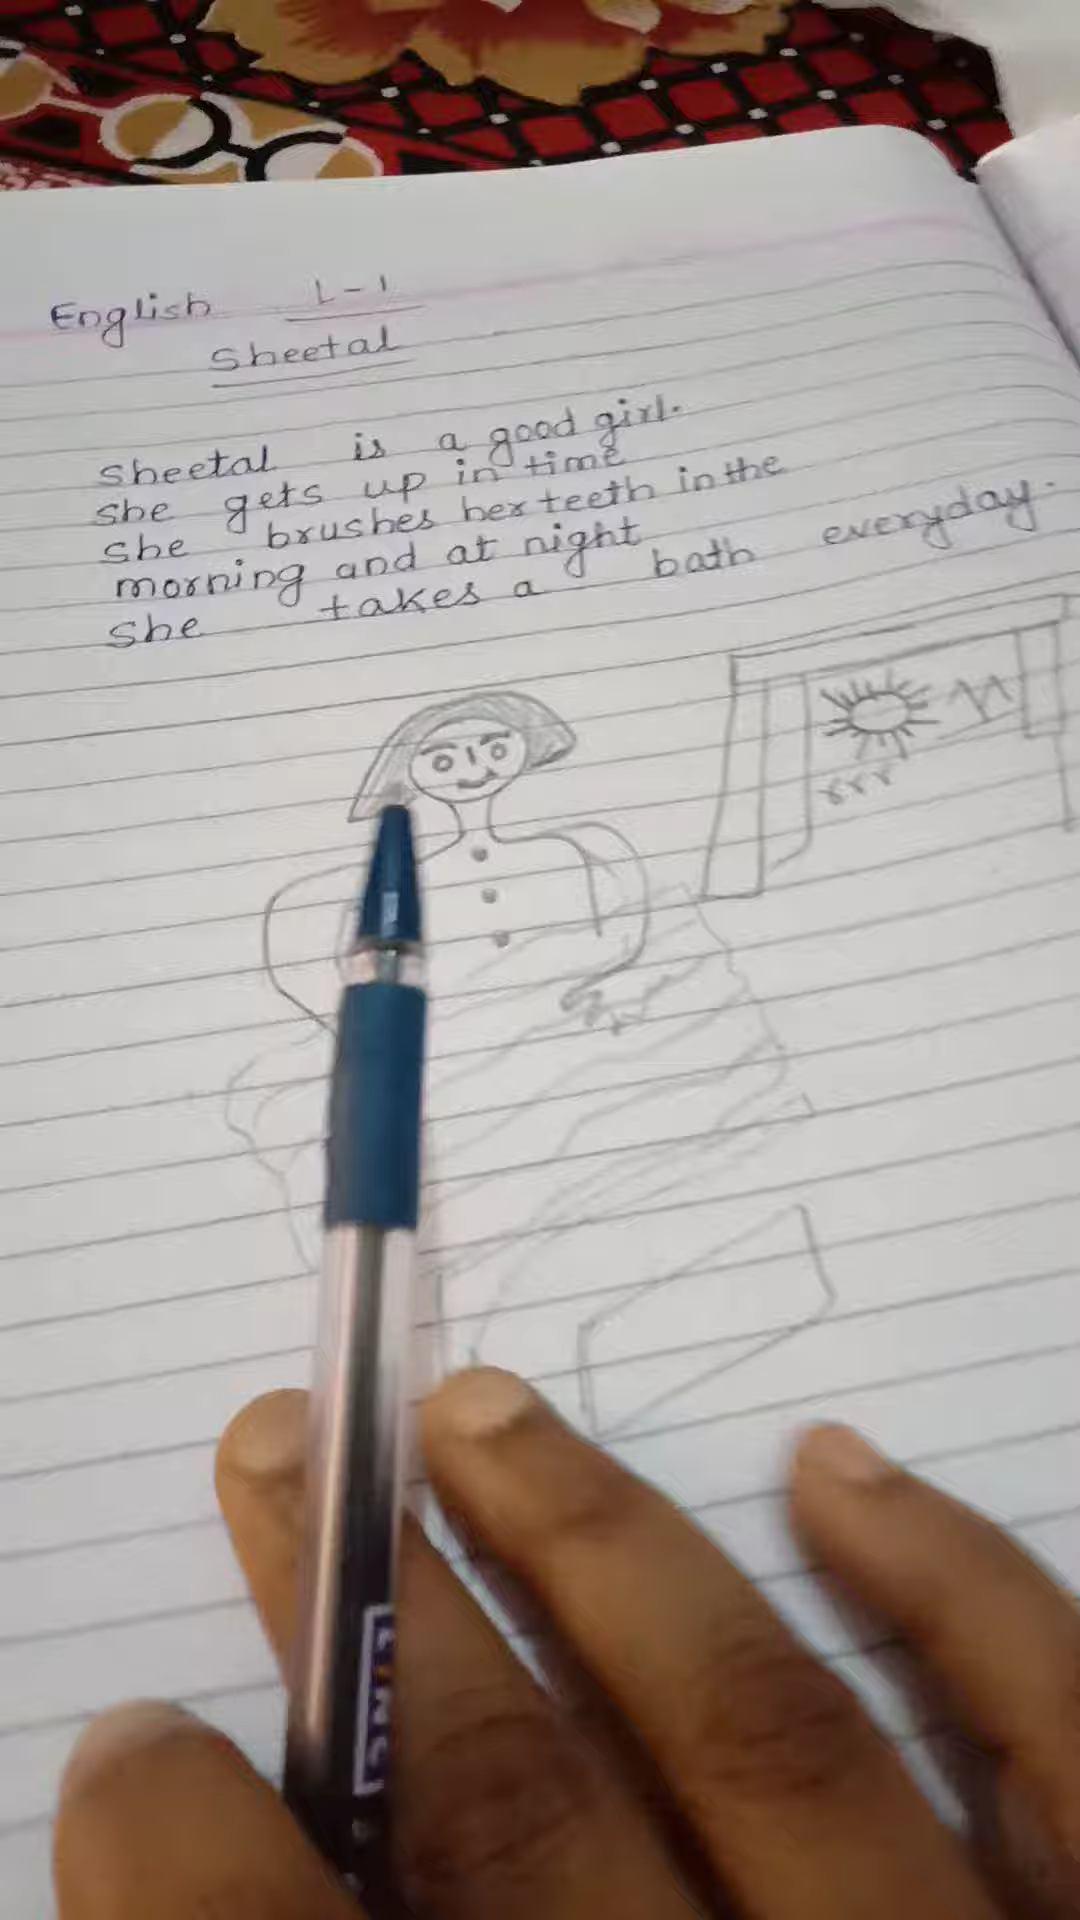 English L-1
Sheetal
Sheetal is a good girl.
she gets up in time
she brushes her teeth in the
morning and at night
she takes a bath everyday.